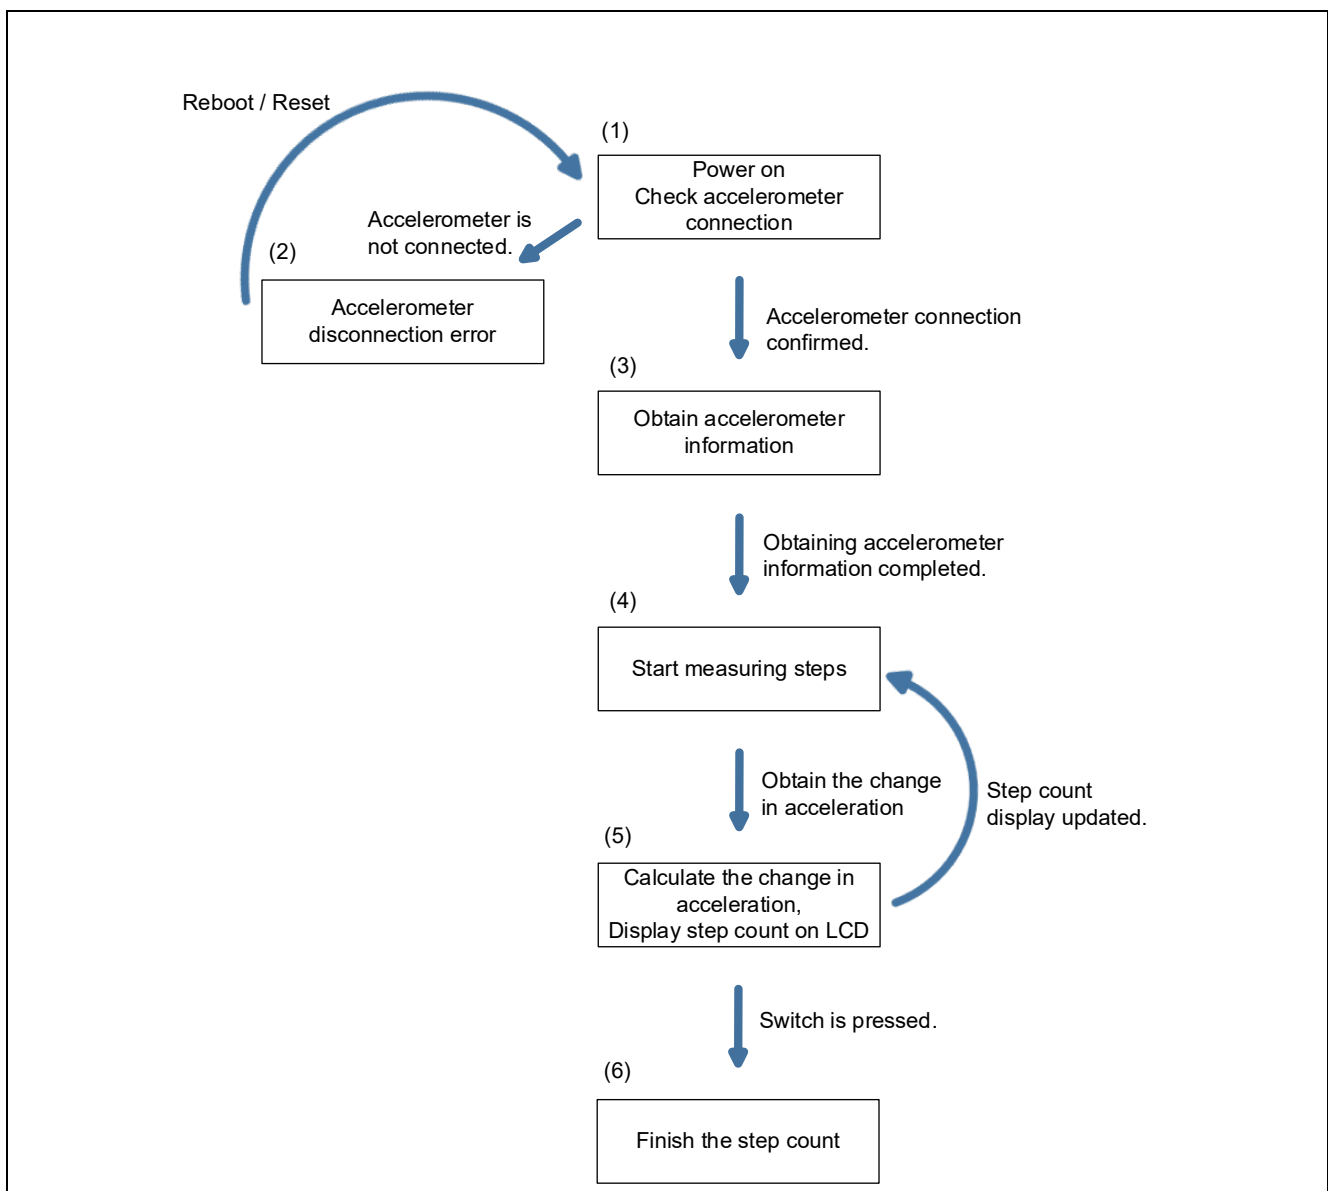 Reboot / Reset
(1)
Power on
Check accelerometer
connection
Accelerometer is
not connected.
(2)
Accelerometer
disconnection error
Accelerometer connection
confirmed.
(3)
Obtain accelerometer
information
Obtaining accelerometer
information completed.
(4)
Start measuring steps
Obtain the change
in acceleration
Step count
display updated.
(5)
Calculate the change in
acceleration,
Display step count on LCD
Switch is pressed.
(6)
Finish the step count